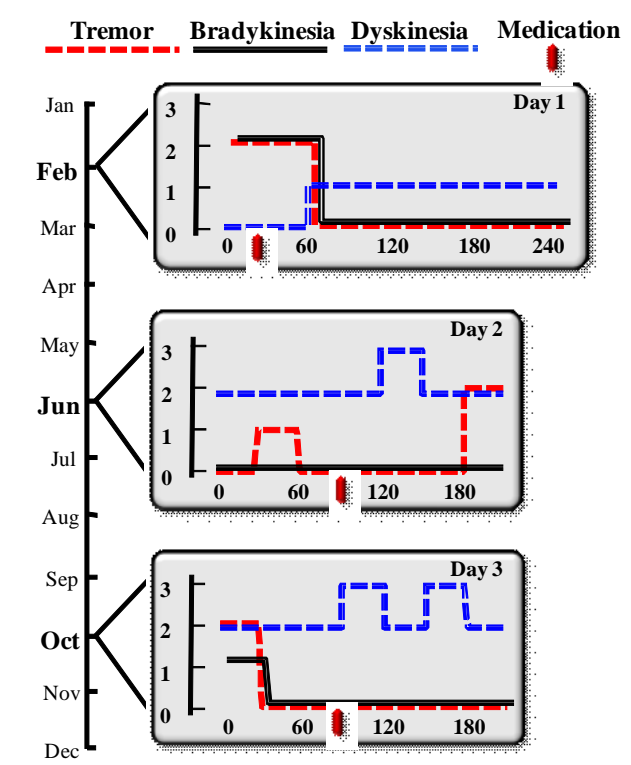 Tremor Bradykinesia Dyskinesia Medication
Jan
Feb
Mar
Apr
May
Jun
Jul
Aug
Sep
Oct
Nov
Dec
Day 1
3
2
1
0
0 60 120 180 240
Day 2
3
2
1
0
0 60 120 180
Day 3
3
2
1
0
0 60 120 180